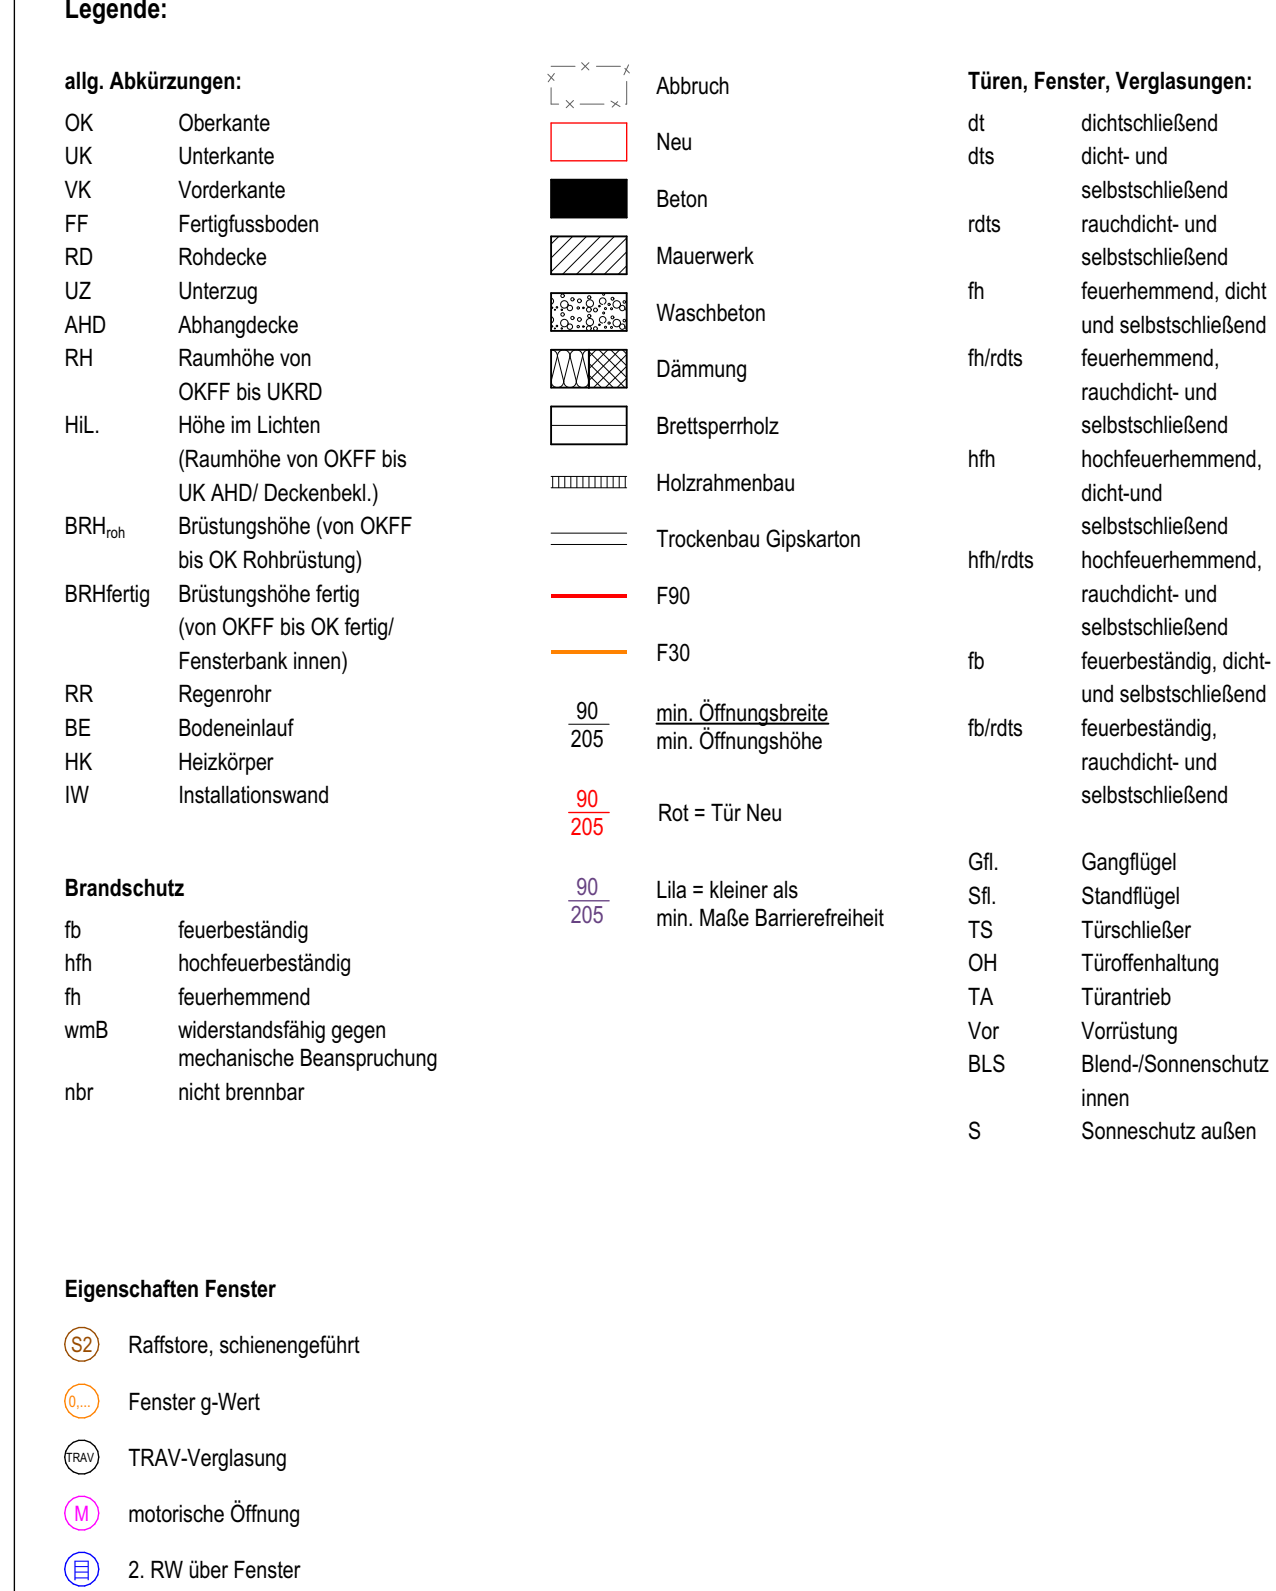 Legende:
allg. Abkürzungen:
OK Oberkante
UK Unterkante
VK Vorderkante
FF Fertigfussboden
RD Rohdecke
UZ Unterzug
AHD Abhangdecke
RH Raumhöhe von
OKFF bis UKRD
HiL. Höhe im Lichten
(Raumhöhe von OKFF bis
UK AHD/ Deckenbekl.)
BRHroh Brüstungshöhe (von OKFF
bis OK Rohbrüstung)
BRHfertig Brüstungshöhe fertig
(von OKFF bis OK fertig/
Fensterbank innen)
RR Regenrohr
BE Bodeneinlauf
HK Heizkörper
IW Installationswand
Brandschutz
fb feuerbeständig
hfh hochfeuerbeständig
fh feuerhemmend
wmB widerstandsfähig gegen
mechanische Beanspruchung
nbr nicht brennbar
Abbruch
Neu
Beton
Mauerwerk
Waschbeton
Dämmung
Brettsperrholz
Holzrahmenbau
Trockenbau Gipskarton
F90
F30
90 min. Öffnungsbreite
205 min. Öffnungshöhe
90
205
Rot = Tür Neu
90 Lila = kleiner als
205 min. Maße Barrierefreiheit
Türen, Fenster, Verglasungen:
dt dichtschließend
dts dicht- und
selbstschließend
rdts rauchdicht- und
selbstschließend
fh feuerhemmend, dicht
und selbstschließend
fh/rdts feuerhemmend,
rauchdicht- und
selbstschließend
hfh hochfeuerhemmend,
dicht-und
selbstschließend
hfh/rdts hochfeuerhemmend,
rauchdicht- und
selbstschließend
fb feuerbeständig, dicht-
und selbstschließend
fb/rdts feuerbeständig,
rauchdicht- und
selbstschließend
Gfl. Gangflügel
Sfl. Standflügel
TS Türschließer
OH Türoffenhaltung
TA Türantrieb
Vor Vorrüstung
BLS Blend-/Sonnenschutz
innen
S Sonneschutz außen
Eigenschaften Fenster
S2 Raffstore, schienengeführt
0,... Fenster g-Wert
TRAV TRAV-Verglasung
M motorische Öffnung
2. RW über Fenster